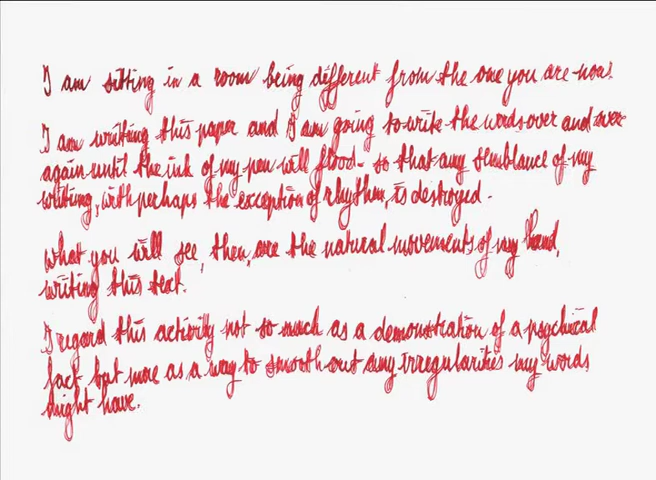 I am sitting in a room being different from the one you are now.
I am writing this paper and I am going to write the words over and over
again until the ink of my pen will flood - so that any semblance of my
writing, with perhaps the exception of rhythm, is destroyed.
what you will see, then, are the natural movements of my hand,
writing this text.
I regard this activity not so much as a demonstration of a psychical
fact but more as a way to smooth out any irregularities my words
might have.